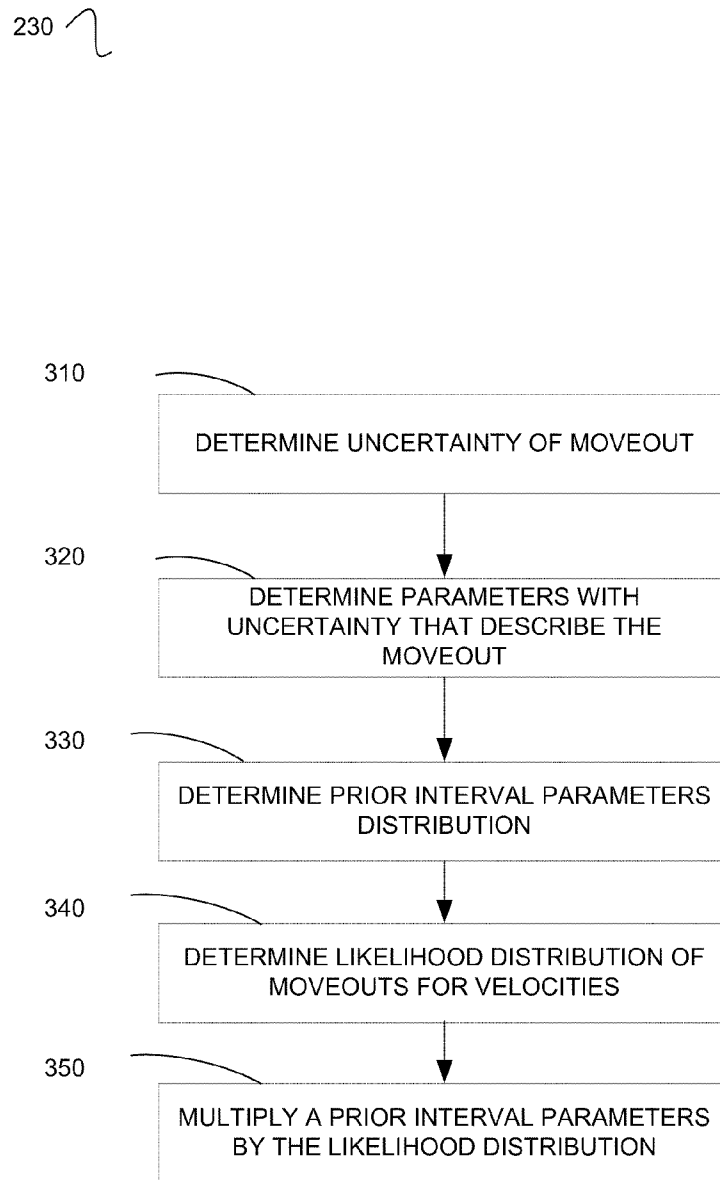 230
310
DETERMINE UNCERTAINTY OF MOVEOUT
320
DETERMINE PARAMETERS WITH
UNCERTAINTY THAT DESCRIBE THE
MOVEOUT
330
DETERMINE PRIOR INTERVAL PARAMETERS
DISTRIBUTION
340
DETERMINE LIKELIHOOD DISTRIBUTION OF
MOVEOUTS FOR VELOCITIES
350
MULTIPLY A PRIOR INTERVAL PARAMETERS
BY THE LIKELIHOOD DISTRIBUTION